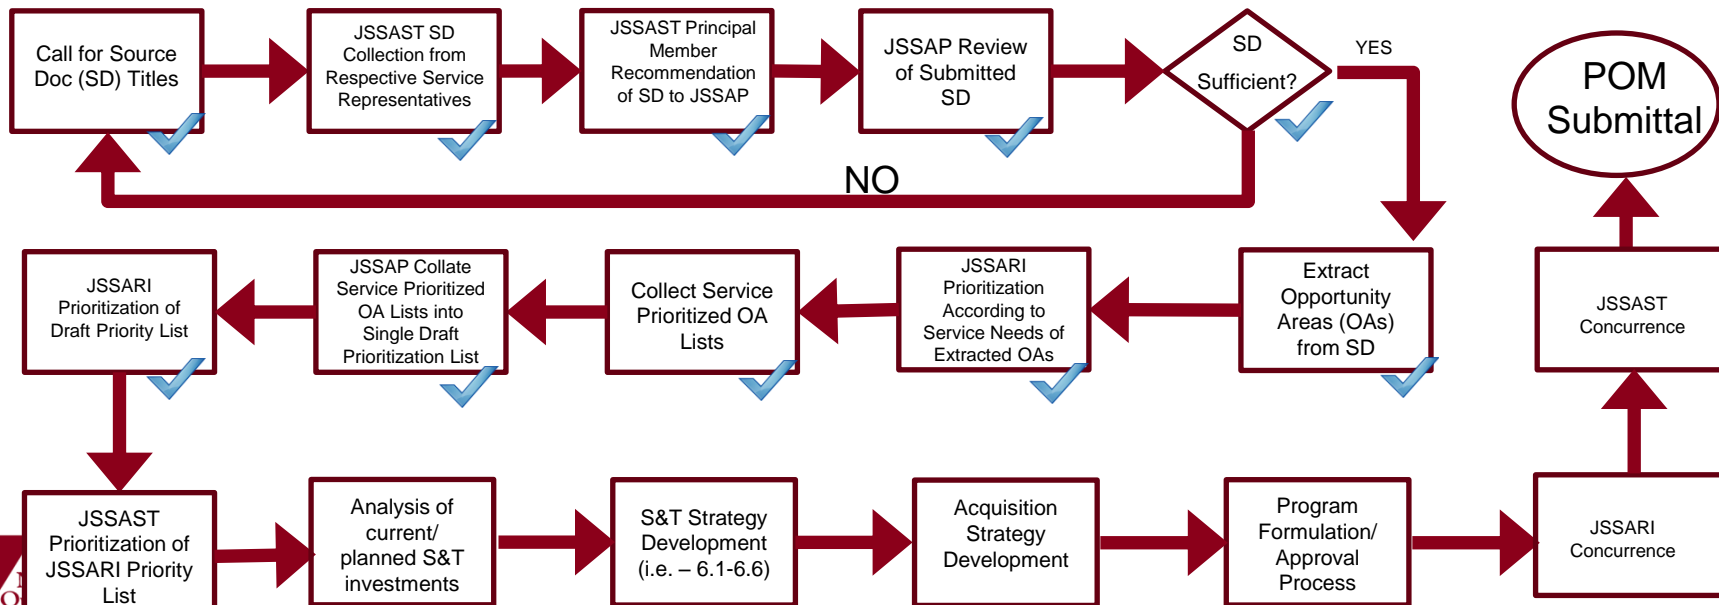 Call for Source
Doc (SD) Titles
JSSAST SD
Collection from
Respective Service
Representatives
JSSAST Principal
Member
Recommendation
of SD to JSSAP
JSSAP Review
of Submitted
SD
SD
Sufficient?
YES
POM
Submittal
NO
JSSARI
Prioritization of
Draft Priority List
JSSAP Collate
Service Prioritized
OA Lists into
Single Draft
Prioritization List
Collect Service
Prioritized OA
Lists
JSSARI
Prioritization
According to
Service Needs of
Extracted OAs
Extract
Opportunity
Areas (OAs)
from SD
JSSAST
Concurrence
JSSAST
Prioritization of
JSSARI Priority
List
Analysis of
current/
planned S&T
investments
S&T Strategy
Development
(i.e. – 6.1-6.6)
Acquisition
Strategy
Development
Program
Formulation/
Approval
Process
JSSARI
Concurrence